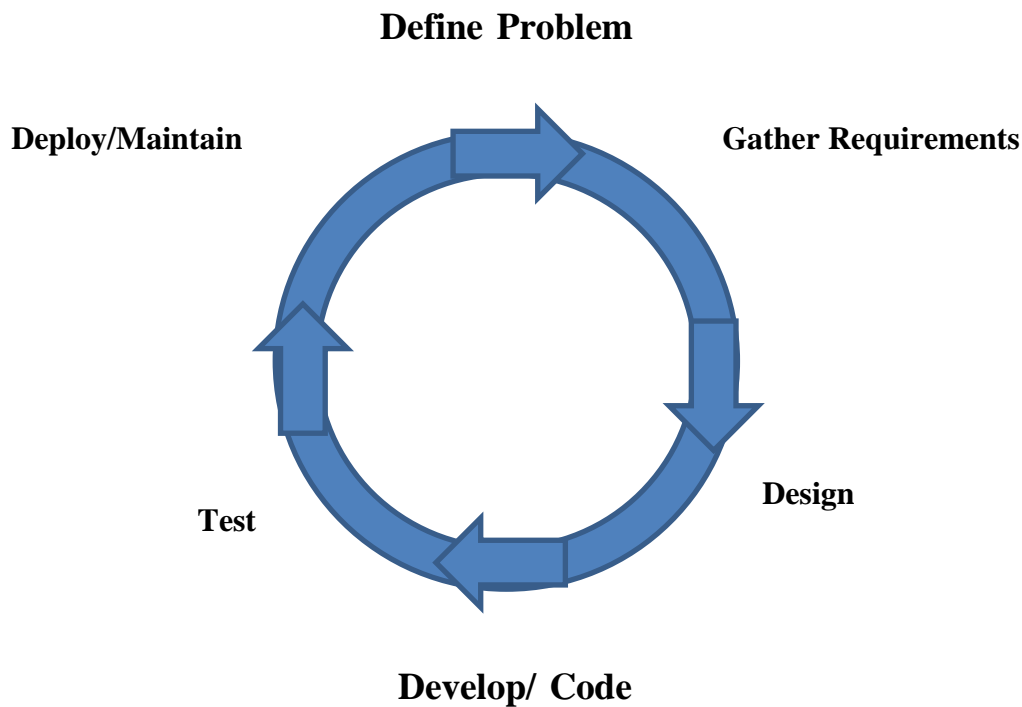 Define Problem
Deploy/Maintain
Gather Requirements
Design
Test
Develop/ Code